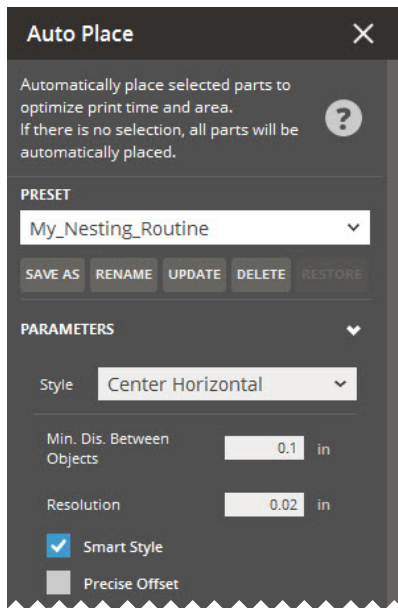 Auto Place
Automatically place selected parts to
optimize print time and area.
If there is no selection, all parts will be
automatically placed.
?
PRESET
My_Nesting_Routine
SAVE AS RENAME UPDATE DELETE RESTORE
PARAMETERS
Style Center Horizontal
Min. Dis. Between
Objects
0.1 in
Resolution 0.02 in
Smart Style
Precise Offset